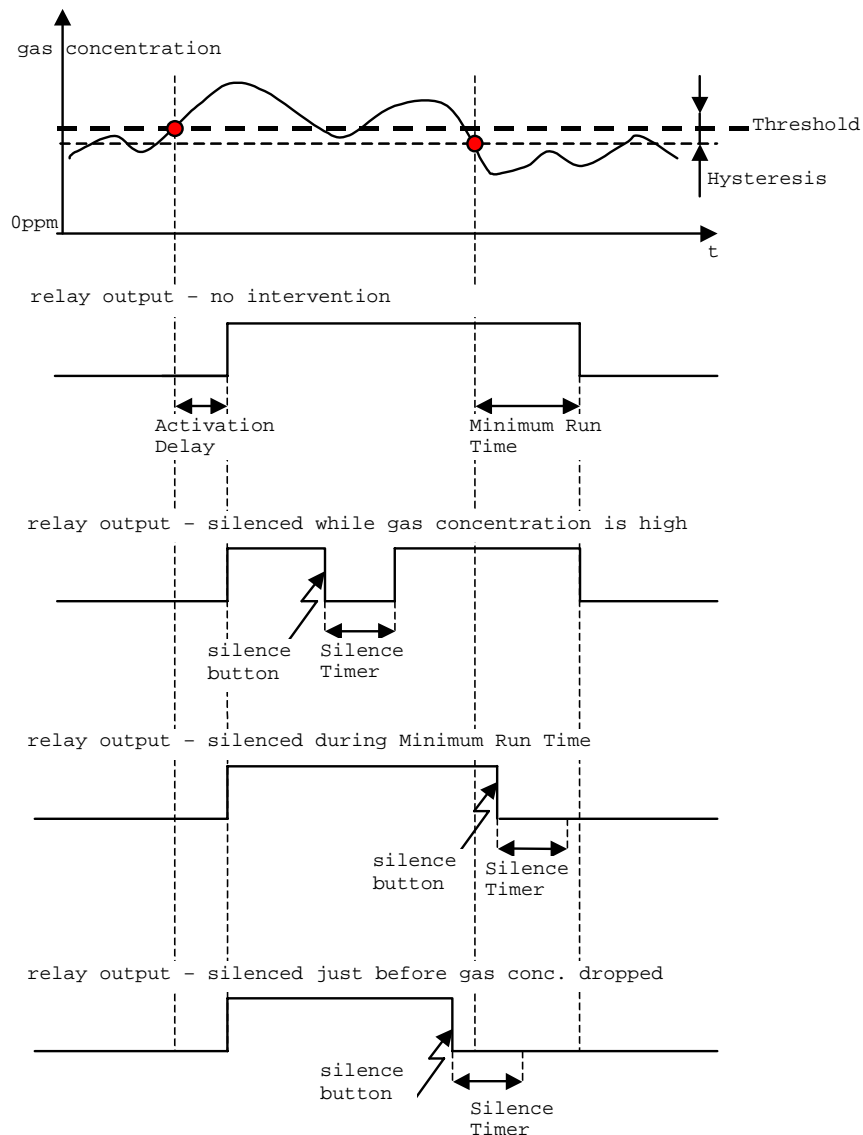 gas concentration
Threshold
Hysteresis
0ppm
t
relay output – no intervention
Activation
Delay
Minimum Run
Time
relay output – silenced while gas concentration is high
silence
button
Silence
Timer
relay output – silenced during Minimum Run Time
silence
button
Silence
Timer
relay output – silenced just before gas conc. dropped
silence
button
Silence
Timer